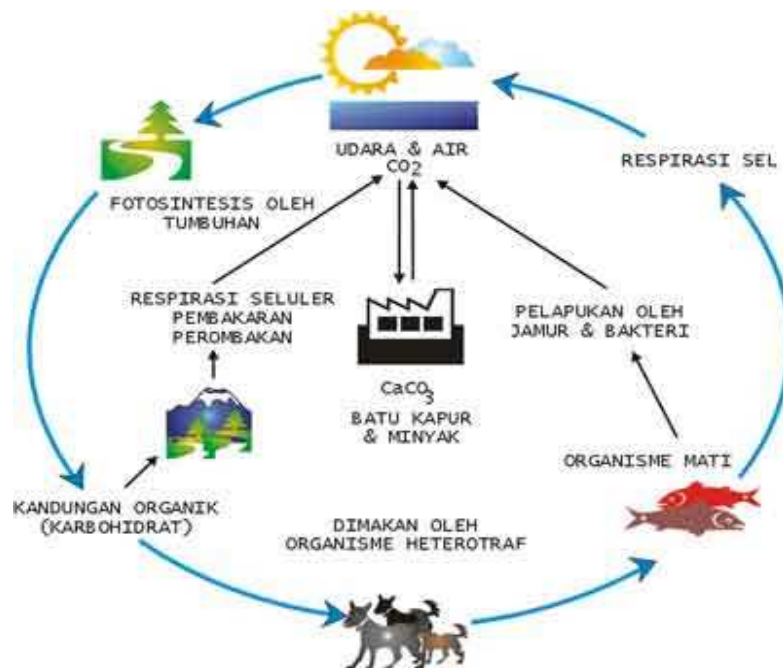 UDARA & AIR
CO2
RESPIRASI SEL
FOTOSINTESIS OLEH
TUMBUHAN
RESPIRASI SELULER
PEMBAKARAN
PEROMBAKAN
PELAPUKAN OLEH
JAMUR & BAKTERI
CaCO3
BATU KAPUR
& MINYAK
ORGANISME MATI
KANDUNGAN ORGANIK
(KARBOHIDRAT)
DIMAKAN OLEH
ORGANISME HETEROTRAF